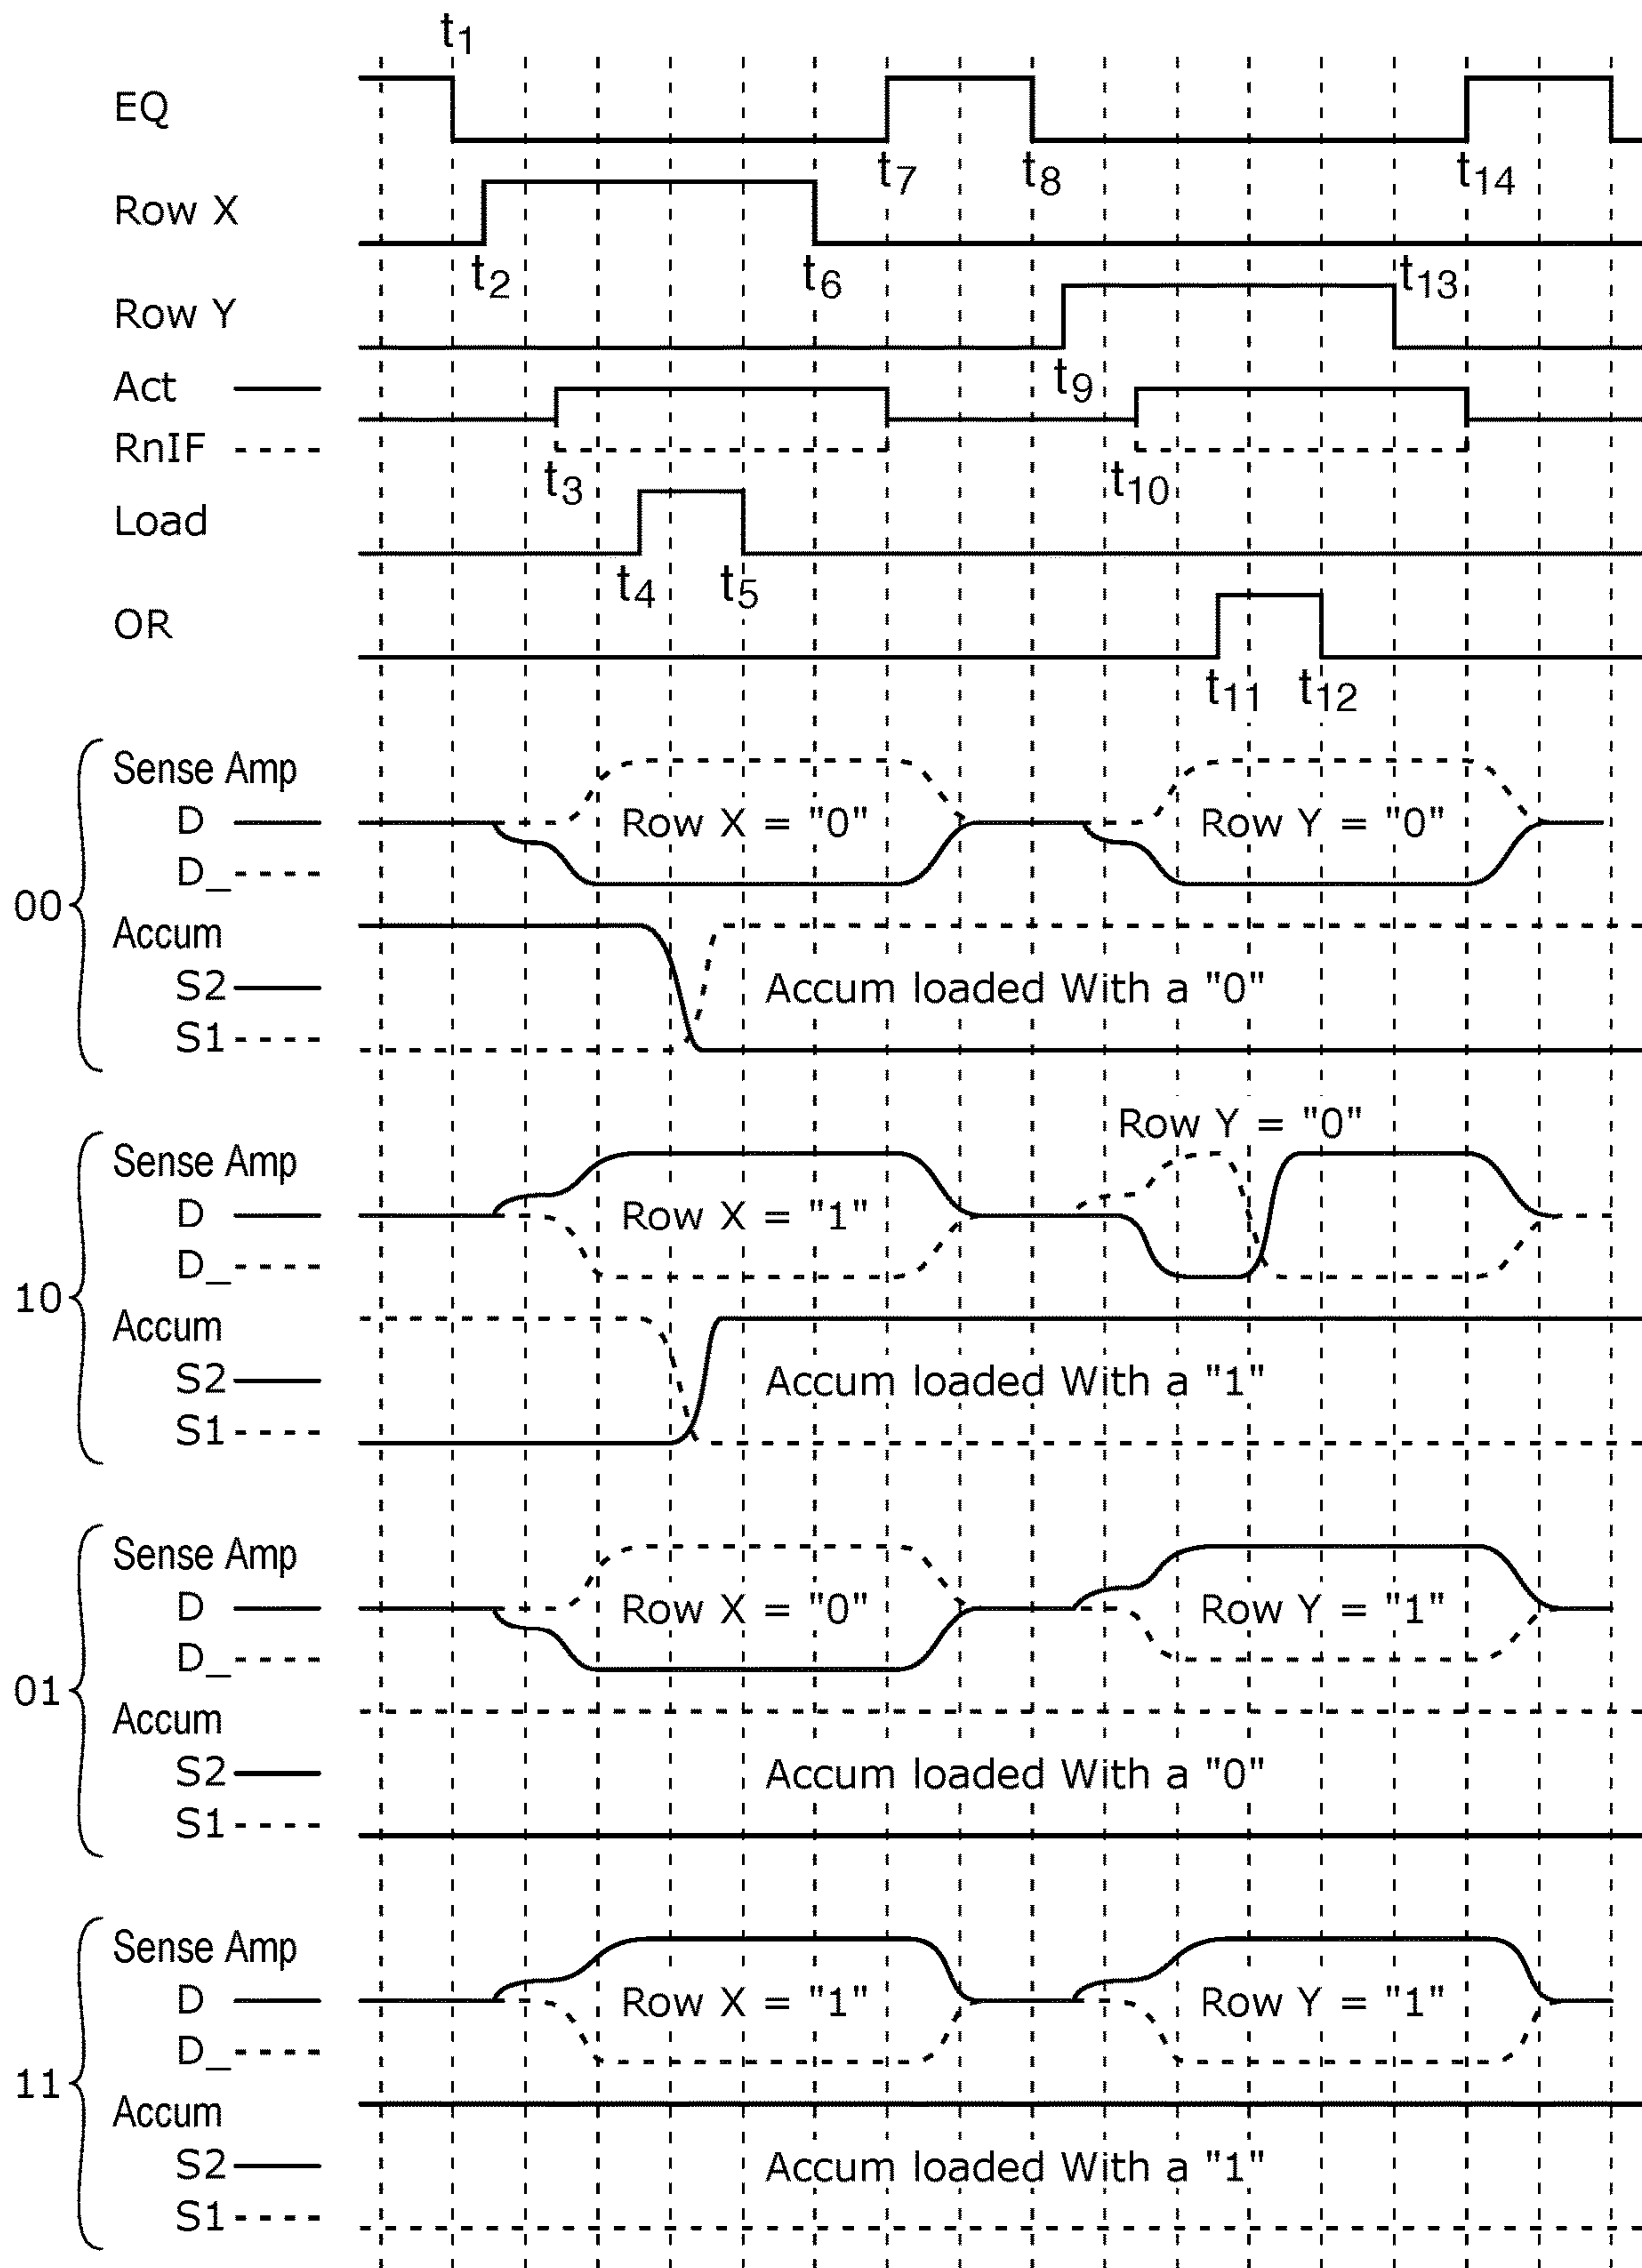 t1
EQ
t7 t8 t14
Row X
t2 t6 t13
Row Y
t9
Act
RnIF
t3 t10
Load
t4 t5
OR
t11 t12
00
Sense Amp
D Row X = "0" Row Y = "0"
D_
Accum
S2 Accum loaded With a "0"
S1
10
Row Y = "0"
Sense Amp
D Row X = "1"
D_
Accum
S2 Accum loaded With a "1"
S1
01
Sense Amp
D Row X = "0" Row Y = "1"
D_
Accum
S2 Accum loaded With a "0"
S1
11
Sense Amp
D Row X = "1" Row Y = "1"
D_
Accum
S2 Accum loaded With a "1"
S1